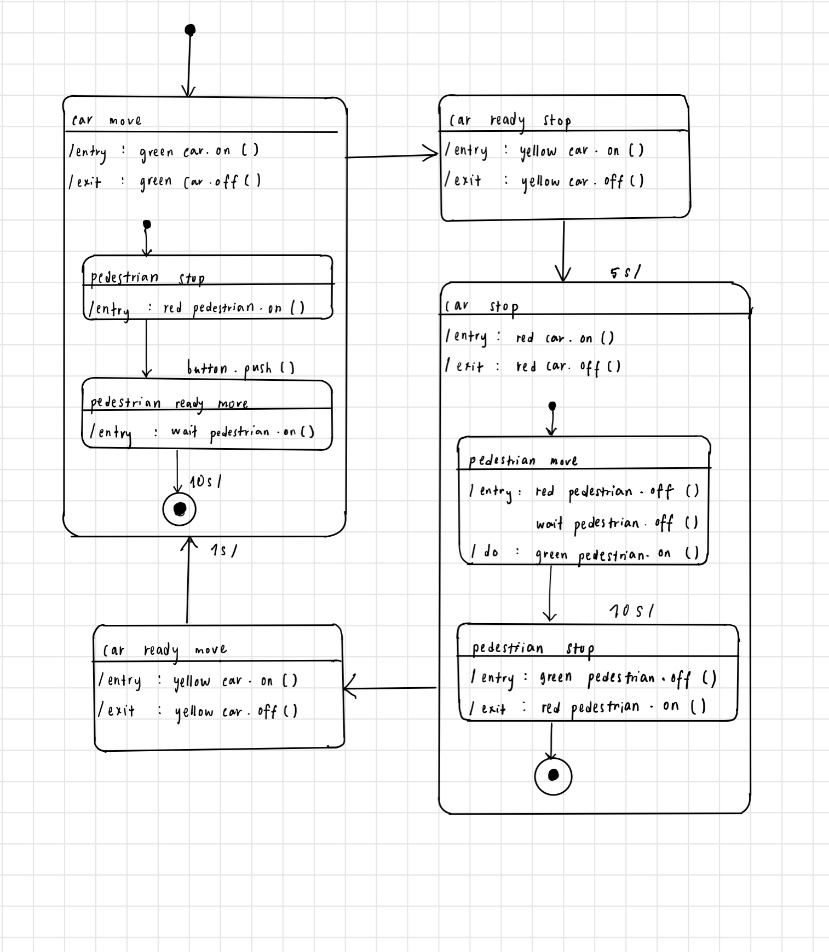 car move
/entry : green car.on ()
/exit : green car.off ()
pedestrian stop
/entry : red pedestrian.on ()
button.push ()
pedestrian ready move
/entry : wait pedestrian.on ()
10s/
car ready stop
/entry : yellow car.on ()
/exit : yellow car.off ()
5s/
car stop
/entry : red car.on ()
/exit : red car.off ()
pedestrian move
/entry : red pedestrian.off ()
wait pedestrian.off ()
/do : green pedestrian.on ()
10s/
pedestrian stop
/entry : green pedestrian.off ()
/exit : red pedestrian.on ()
1s/
car ready move
/entry : yellow car.on ()
/exit : yellow car.off ()